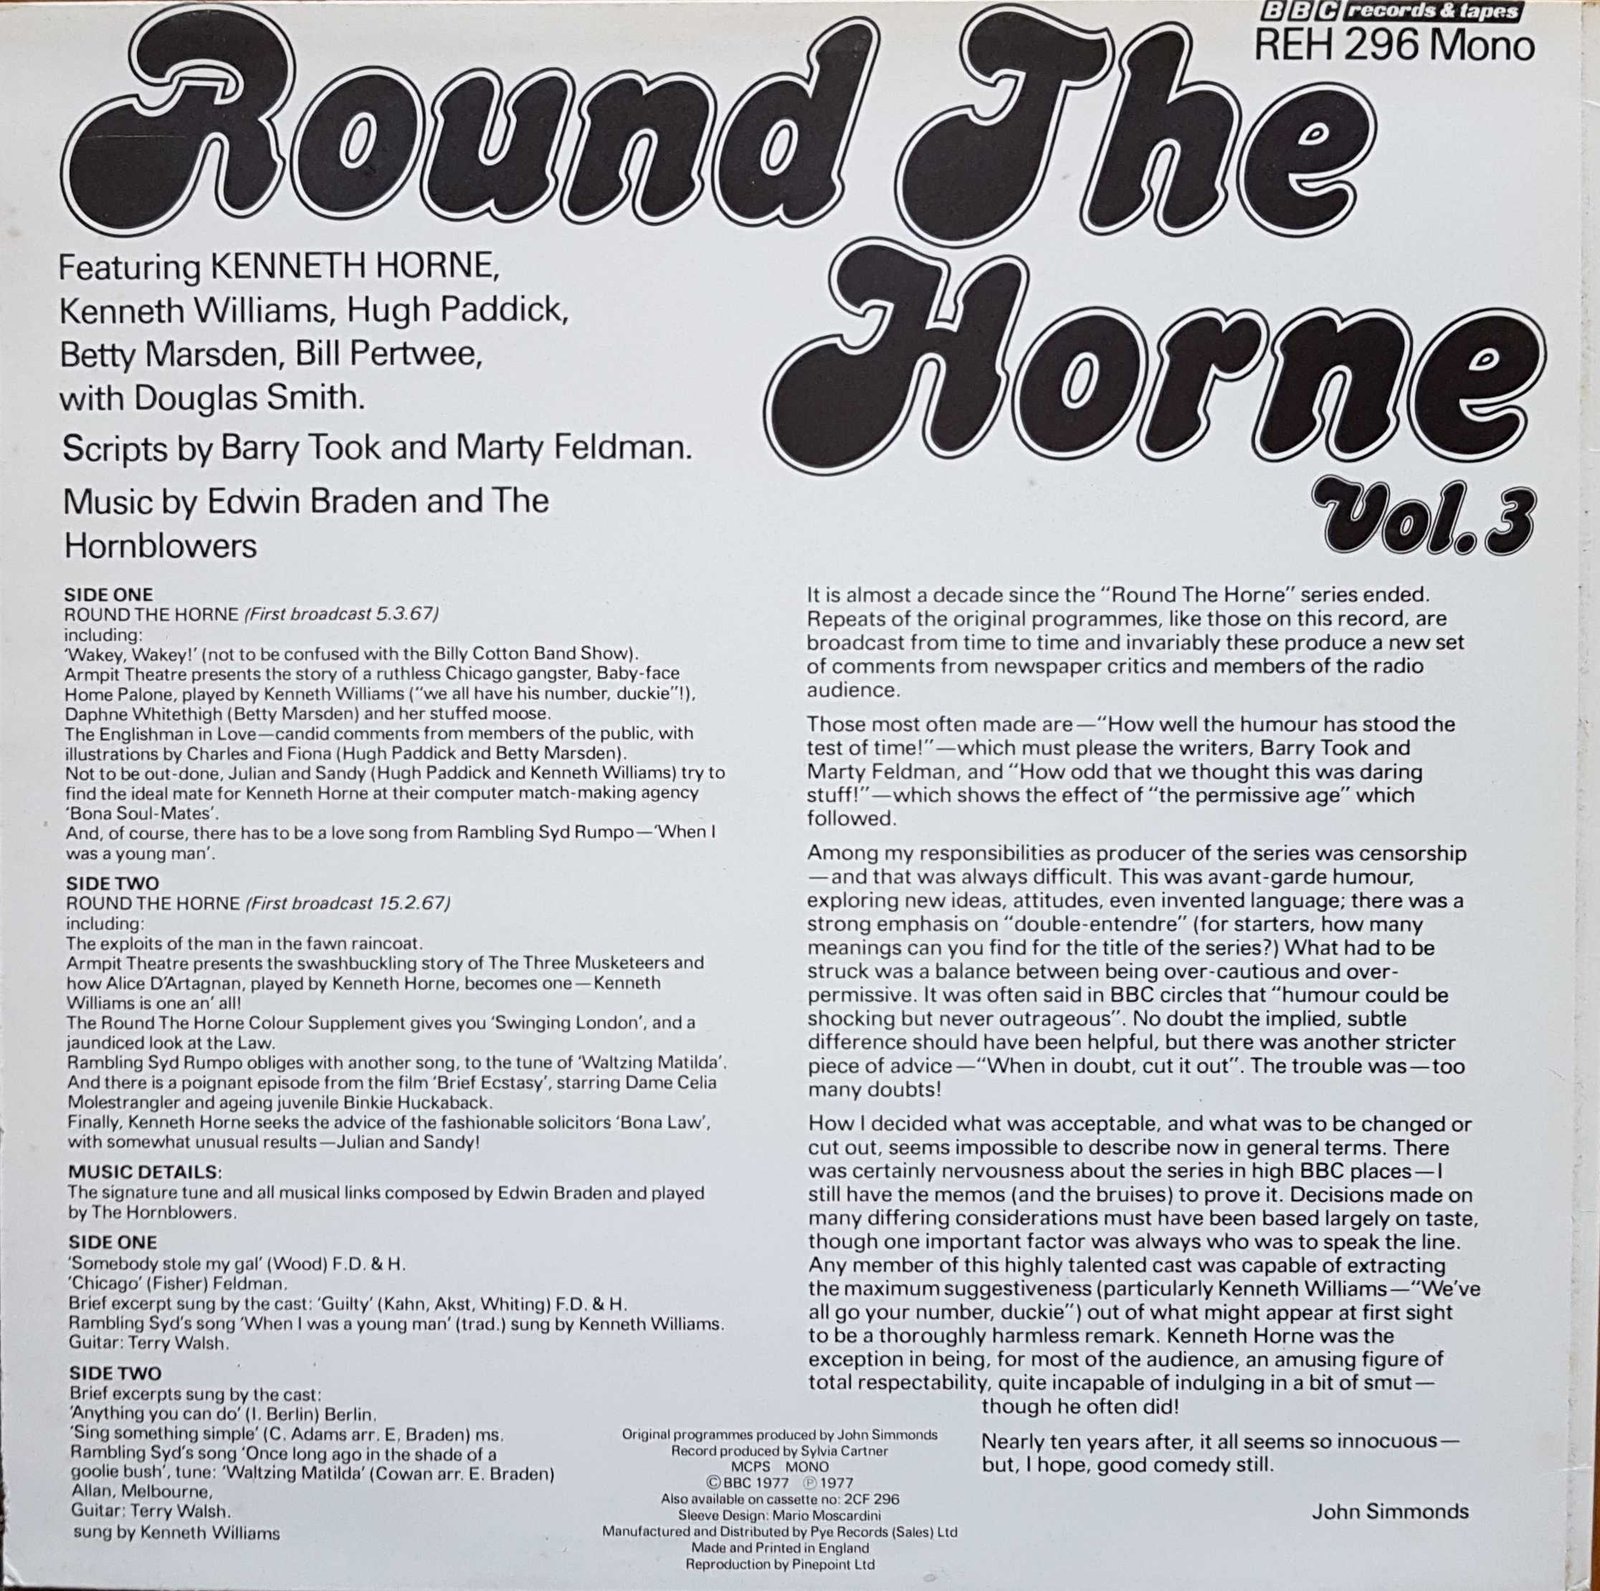 BBC records & tapes
REH 296 Mono
Round The
Horne
Vol. 3
Featuring KENNETH HORNE,
Kenneth Williams, Hugh Paddick,
Betty Marsden, Bill Pertwee,
with Douglas Smith.
Scripts by Barry Took and Marty Feldman.
Music by Edwin Braden and The
Hornblowers
SIDE ONE
ROUND THE HORNE (First broadcast 5.3.67)
including:
'Wakey, Wakey!' (not to be confused with the Billy Cotton Band Show).
Armpit Theatre presents the story of a ruthless Chicago gangster, Baby-face
Home Palone, played by Kenneth Williams ("we all have his number, duckie"!),
Daphne Whitethigh (Betty Marsden) and her stuffed moose.
The Englishman in Love—candid comments from members of the public, with
illustrations by Charles and Fiona (Hugh Paddick and Betty Marsden).
Not to be out-done, Julian and Sandy (Hugh Paddick and Kenneth Williams) try to
find the ideal mate for Kenneth Horne at their computer match-making agency
'Bona Soul-Mates'.
And, of course, there has to be a love song from Rambling Syd Rumpo—'When I
was a young man'.
SIDE TWO
ROUND THE HORNE (First broadcast 15.2.67)
including:
The exploits of the man in the fawn raincoat.
Armpit Theatre presents the swashbuckling story of The Three Musketeers and
how Alice D'Artagnan, played by Kenneth Horne, becomes one—Kenneth
Williams is one an' all!
The Round The Horne Colour Supplement gives you 'Swinging London', and a
jaundiced look at the Law.
Rambling Syd Rumpo obliges with another song, to the tune of 'Waltzing Matilda'.
And there is a poignant episode from the film 'Brief Ecstasy', starring Dame Celia
Molestrangler and ageing juvenile Binkie Huckaback.
Finally, Kenneth Horne seeks the advice of the fashionable solicitors 'Bona Law',
with somewhat unusual results—Julian and Sandy!
MUSIC DETAILS:
The signature tune and all musical links composed by Edwin Braden and played
by The Hornblowers.
SIDE ONE
'Somebody stole my gal' (Wood) F.D. & H.
'Chicago' (Fisher) Feldman.
Brief excerpt sung by the cast: 'Guilty' (Kahn, Akst, Whiting) F.D. & H.
Rambling Syd's song 'When I was a young man' (trad.) sung by Kenneth Williams.
Guitar: Terry Walsh.
SIDE TWO
Brief excerpts sung by the cast:
'Anything you can do' (I. Berlin) Berlin.
'Sing something simple' (C. Adams arr. E. Braden) ms.
Rambling Syd's song 'Once long ago in the shade of a
goolie bush', tune: 'Waltzing Matilda' (Cowan arr. E. Braden)
Allan, Melbourne,
Guitar: Terry Walsh.
sung by Kenneth Williams
It is almost a decade since the "Round The Horne" series ended.
Repeats of the original programmes, like those on this record, are
broadcast from time to time and invariably these produce a new set
of comments from newspaper critics and members of the radio
audience.
Those most often made are—"How well the humour has stood the
test of time!"—which must please the writers, Barry Took and
Marty Feldman, and "How odd that we thought this was daring
stuff!"—which shows the effect of "the permissive age" which
followed.
Among my responsibilities as producer of the series was censorship
—and that was always difficult. This was avant-garde humour,
exploring new ideas, attitudes, even invented language; there was a
strong emphasis on "double-entendre" (for starters, how many
meanings can you find for the title of the series?) What had to be
struck was a balance between being over-cautious and over-
permissive. It was often said in BBC circles that "humour could be
shocking but never outrageous". No doubt the implied, subtle
difference should have been helpful, but there was another stricter
piece of advice—"When in doubt, cut it out". The trouble was—too
many doubts!
How I decided what was acceptable, and what was to be changed or
cut out, seems impossible to describe now in general terms. There
was certainly nervousness about the series in high BBC places—I
still have the memos (and the bruises) to prove it. Decisions made on
many differing considerations must have been based largely on taste,
though one important factor was always who was to speak the line.
Any member of this highly talented cast was capable of extracting
the maximum suggestiveness (particularly Kenneth Williams—"We've
all go your number, duckie") out of what might appear at first sight
to be a thoroughly harmless remark. Kenneth Horne was the
exception in being, for most of the audience, an amusing figure of
total respectability, quite incapable of indulging in a bit of smut—
though he often did!
Nearly ten years after, it all seems so innocuous—
but, I hope, good comedy still.
John Simmonds
Original programmes produced by John Simmonds
Record produced by Sylvia Cartner
MCPS MONO
© BBC 1977 ℗ 1977
Also available on cassette no: 2CF 296
Sleeve Design: Mario Moscardini
Manufactured and Distributed by Pye Records (Sales) Ltd
Made and Printed in England
Reproduction by Pinepoint Ltd